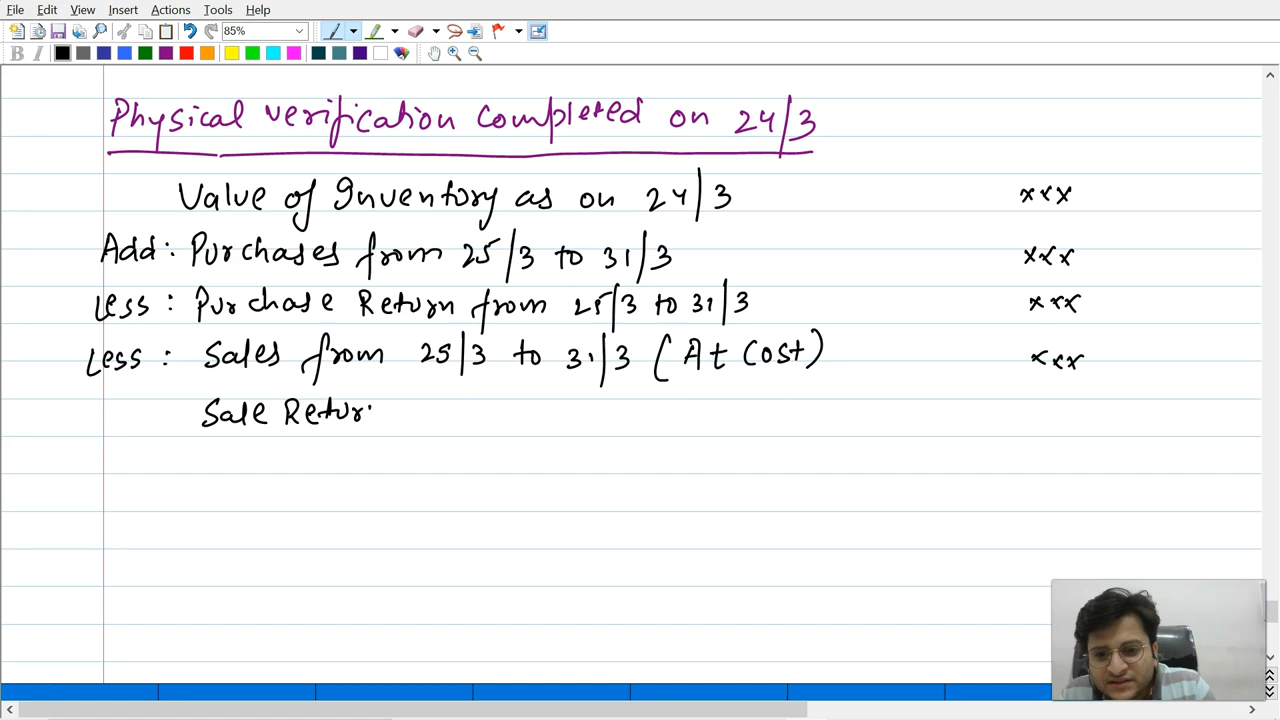 File Edit View Insert Actions Tools Help
85%
B I
Physical verification completed on 24/3
Value of Inventory as on 24/3 xxx
Add: Purchases from 25/3 to 31/3 xxx
Less: Purchase Return from 25/3 to 31/3 xxx
Less: Sales from 25/3 to 31/3 (At Cost) xxx
Sale Retur